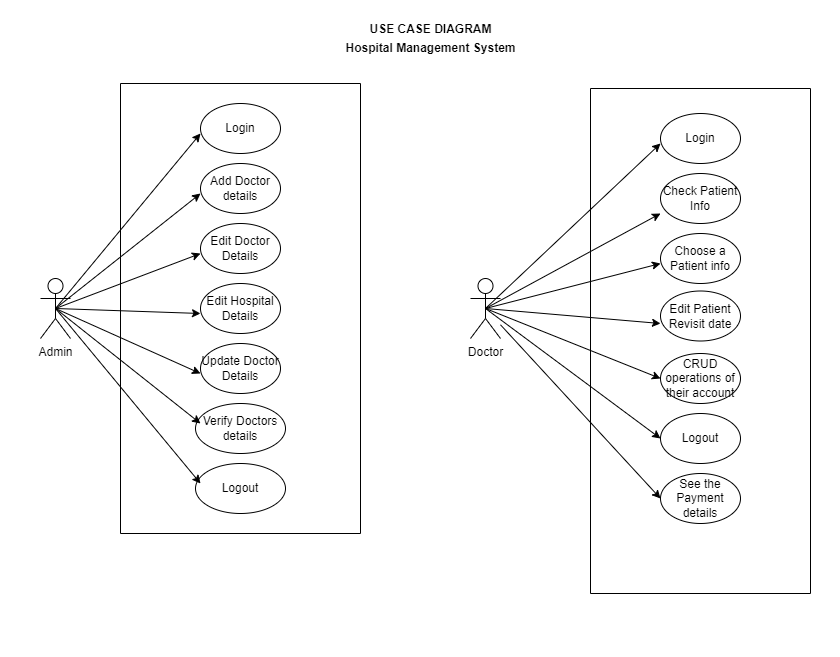 USE CASE DIAGRAM
Hospital Management System
Login
Add Doctor
details
Edit Doctor
Details
Edit Hospital
Details
Update Doctor
Details
Verify Doctors
details
Logout
Admin
Login
Check Patient
Info
Choose a
Patient info
Edit Patient
Revisit date
CRUD
operations of
their account
Logout
See the
Payment
details
Doctor